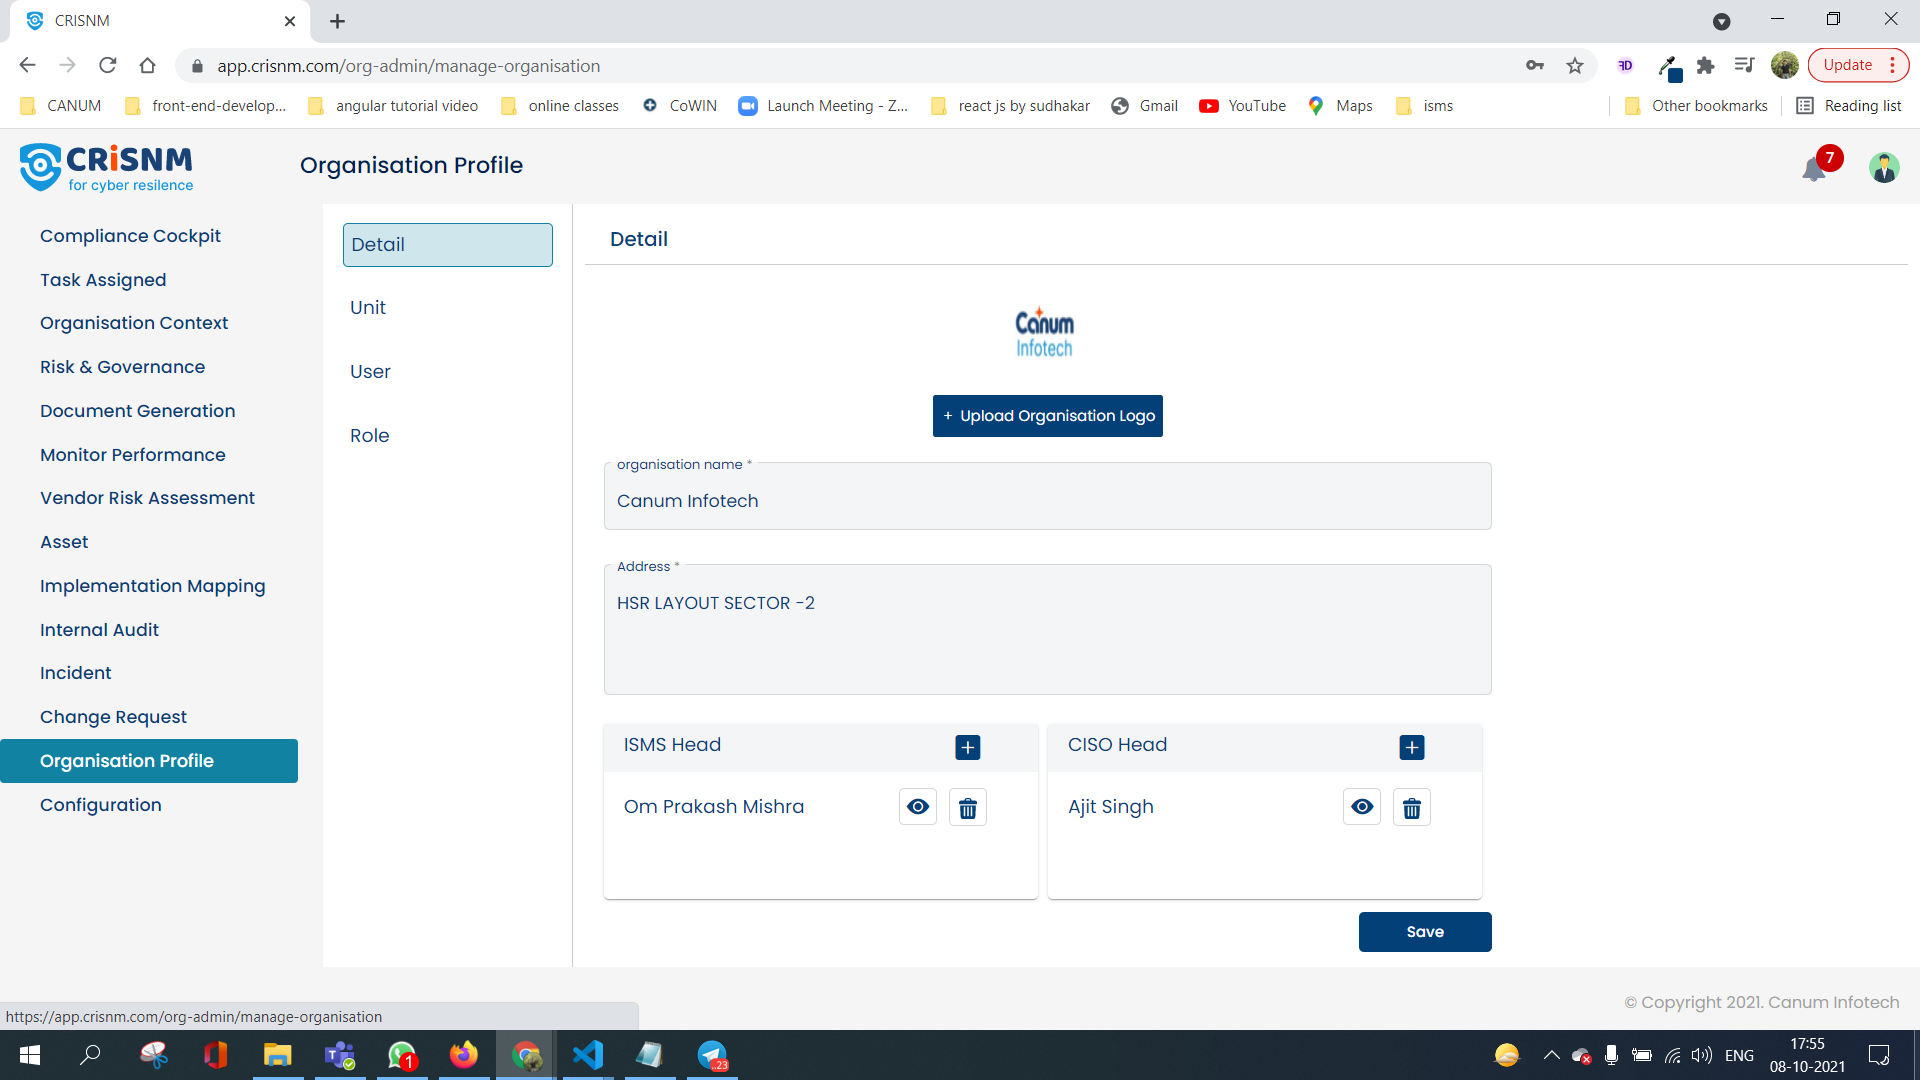 CRISNM
app.crisnm.com/org-admin/manage-organisation
Update
CANUM
front-end-develop...
angular tutorial video
online classes
CoWIN
Launch Meeting - Z...
react js by sudhakar
Gmail
YouTube
Maps
isms
Other bookmarks
Reading list
CRiSNM
for cyber resilence
Organisation Profile
7
Compliance Cockpit
Task Assigned
Organisation Context
Risk & Governance
Document Generation
Monitor Performance
Vendor Risk Assessment
Asset
Implementation Mapping
Internal Audit
Incident
Change Request
Organisation Profile
Configuration
Detail
Unit
User
Role
Detail
Canum
Infotech
+ Upload Organisation Logo
organisation name *
Canum Infotech
Address *
HSR LAYOUT SECTOR -2
ISMS Head
Om Prakash Mishra
CISO Head
Ajit Singh
Save
© Copyright 2021. Canum Infotech
https://app.crisnm.com/org-admin/manage-organisation
1
..23
ENG
17:55
08-10-2021